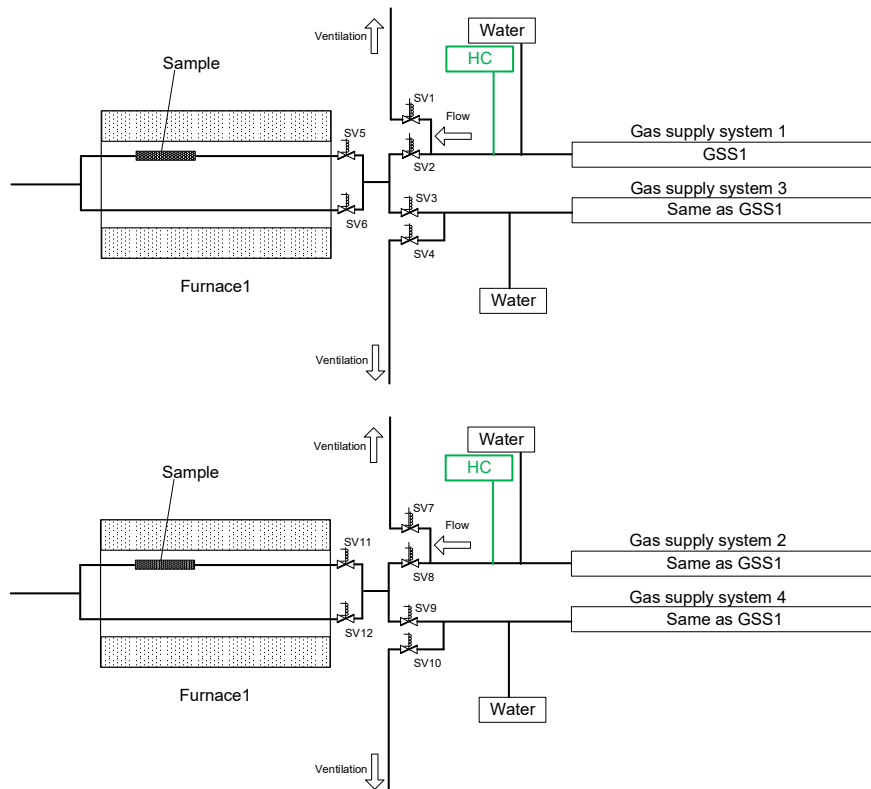 Ventilation
Water
HC
Sample
SV1
Flow
Gas supply system 1
SV5
SV2
GSS1
Gas supply system 3
SV3
Same as GSS1
SV6
SV4
Furnace1
Water
Ventilation
Ventilation
Water
HC
Sample
SV7
Flow
Gas supply system 2
SV11
SV8
Same as GSS1
Gas supply system 4
SV9
Same as GSS1
SV12
SV10
Furnace1
Water
Ventilation